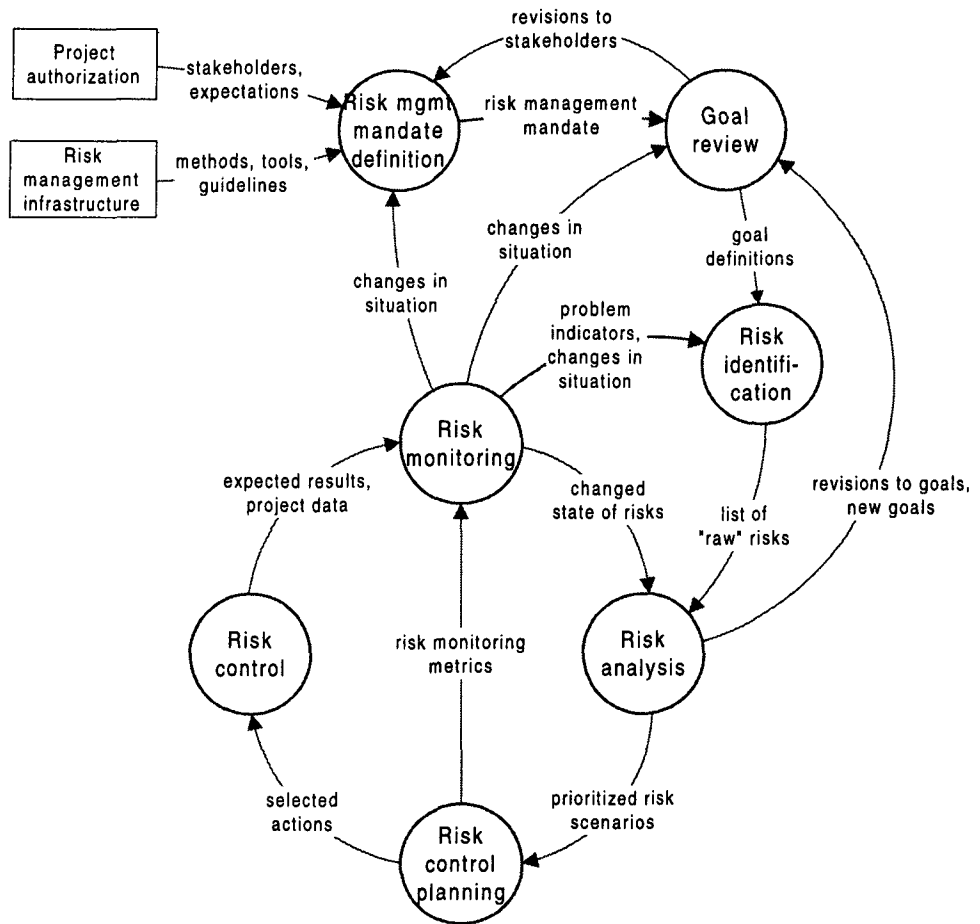 Project
authorization
stakeholders,
expectations
revisions to
stakeholders
Risk mgmt
mandate
definition
risk management
mandate
Goal
review
Risk
management
infrastructure
methods, tools,
guidelines
changes in
situation
changes in
situation
goal
definitions
problem
indicators,
changes in
situation
Risk
identifi-
cation
Risk
monitoring
expected results,
project data
changed
state of risks
list of
"raw" risks
revisions to goals,
new goals
Risk
control
risk monitoring
metrics
Risk
analysis
selected
actions
prioritized risk
scenarios
Risk
control
planning